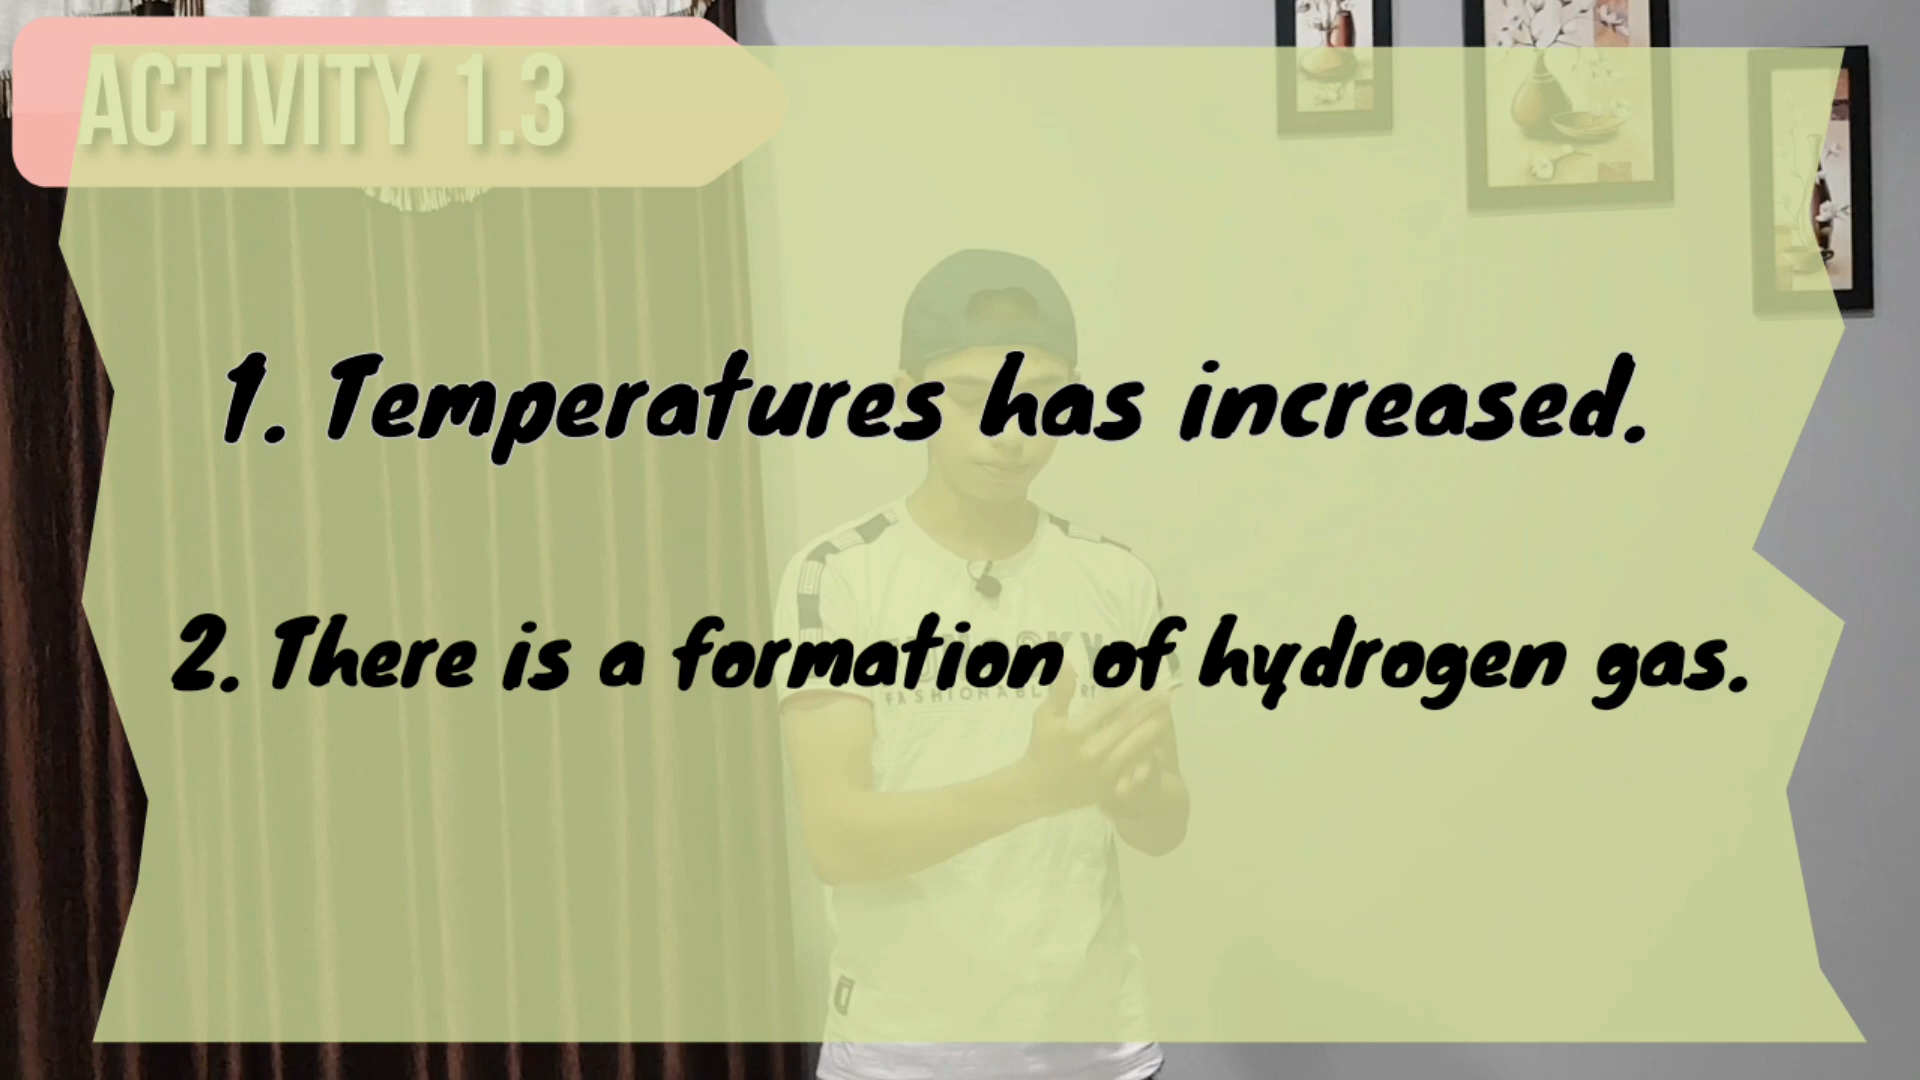 ACTIVITY 1.3
1. Temperatures has increased.
2. There is a formation of hydrogen gas.